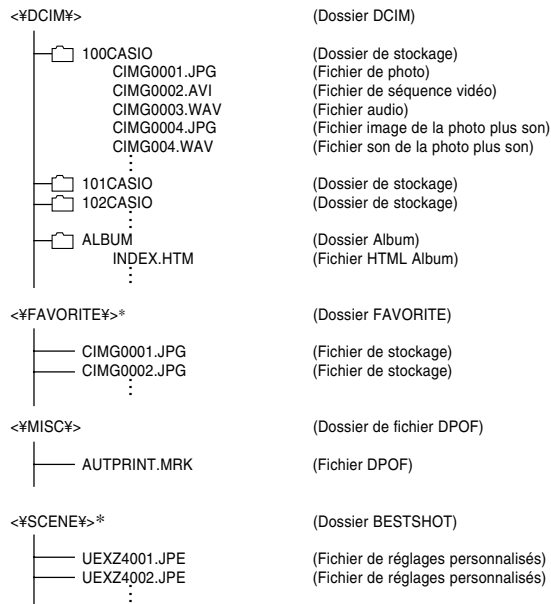 <¥DCIM¥> (Dossier DCIM)
100CASIO (Dossier de stockage)
CIMG0001.JPG (Fichier de photo)
CIMG0002.AVI (Fichier de séquence vidéo)
CIMG0003.WAV (Fichier audio)
CIMG0004.JPG (Fichier image de la photo plus son)
CIMG004.WAV (Fichier son de la photo plus son)
101CASIO (Dossier de stockage)
102CASIO (Dossier de stockage)
ALBUM (Dossier Album)
INDEX.HTM (Fichier HTML Album)
<¥FAVORITE¥>* (Dossier FAVORITE)
CIMG0001.JPG (Fichier de stockage)
CIMG0002.JPG (Fichier de stockage)
<¥MISC¥> (Dossier de fichier DPOF)
AUTPRINT.MRK (Fichier DPOF)
<¥SCENE¥>* (Dossier BESTSHOT)
UEXZ4001.JPE (Fichier de réglages personnalisés)
UEXZ4002.JPE (Fichier de réglages personnalisés)